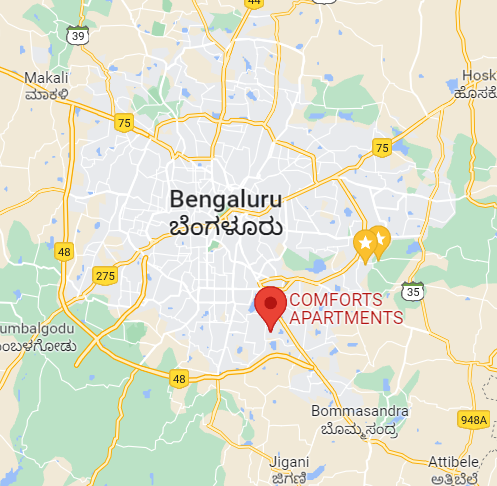 44
39
Makali
ಮಾಕಳಿ
Hosk
ಹೊಸಕೆ
75
75
Bengaluru
ಬೆಂಗಳೂರು
48
275
35
COMFORTS
APARTMENTS
umbalgodu
ಂಬಳಗೋಡು
48
Bommasandra
ಬೊಮ್ಮಸಂದ್ರ
948A
Jigani
ಜಿಗಣಿ
Attibele
ಅತ್ತಿಬೆಲೆ